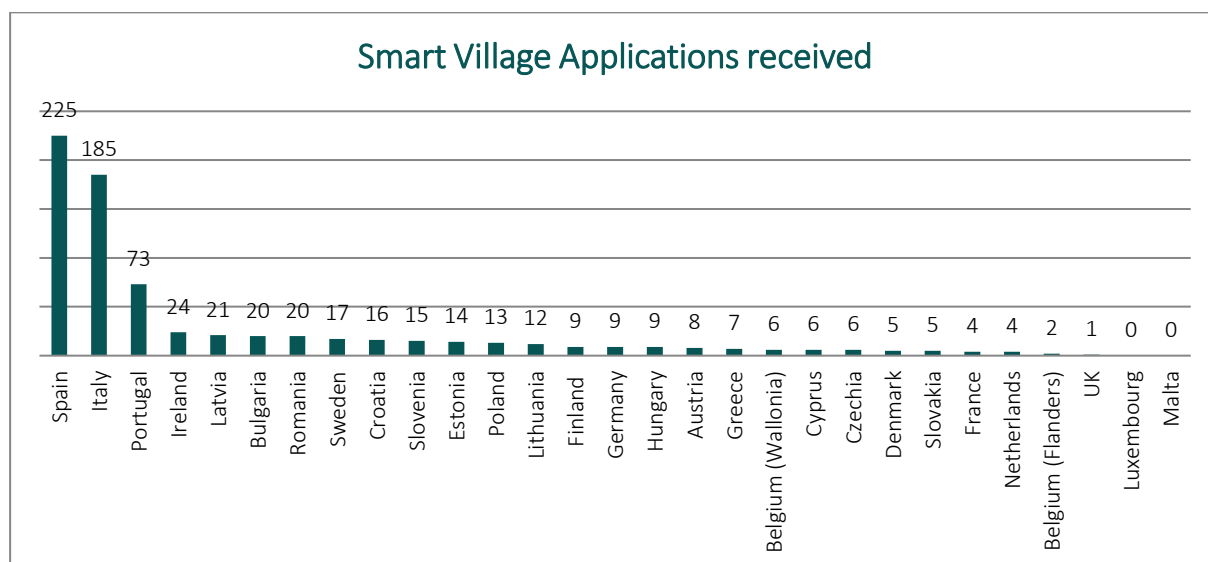 Smart Village Applications received
225
185
73
24 21 20 20 17 16 15 14 13 12 9 9 9 8 7 6 6 6 5 5 4 4 2 1 0 0
Spain
Italy
Portugal
Ireland
Latvia
Bulgaria
Romania
Sweden
Croatia
Slovenia
Estonia
Poland
Lithuania
Finland
Germany
Hungary
Austria
Greece
Belgium (Wallonia)
Cyprus
Czechia
Denmark
Slovakia
France
Netherlands
Belgium (Flanders)
UK
Luxembourg
Malta